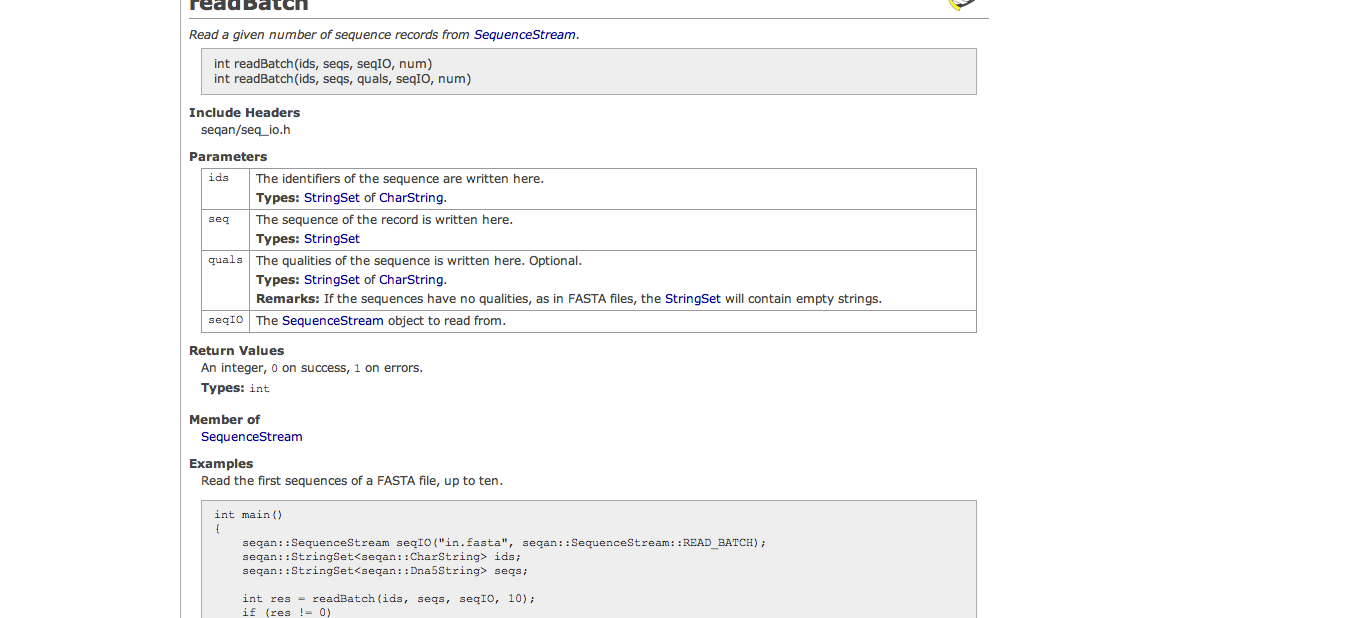 readBatch
Read a given number of sequence records from SequenceStream.
int readBatch(ids, seqs, seqIO, num)
int readBatch(ids, seqs, quals, seqIO, num)
Include Headers
seqan/seq_io.h
Parameters
ids The identifiers of the sequence are written here.
Types: StringSet of CharString.
seq The sequence of the record is written here.
Types: StringSet
quals The qualities of the sequence is written here. Optional.
Types: StringSet of CharString.
Remarks: If the sequences have no qualities, as in FASTA files, the StringSet will contain empty strings.
seqIO The SequenceStream object to read from.
Return Values
An integer, 0 on success, 1 on errors.
Types: int
Member of
SequenceStream
Examples
Read the first sequences of a FASTA file, up to ten.
int main()
{
seqan::SequenceStream seqIO("in.fasta", seqan::SequenceStream::READ_BATCH);
seqan::StringSet<seqan::CharString> ids;
seqan::StringSet<seqan::Dna5String> seqs;
int res = readBatch(ids, seqs, seqIO, 10);
if (res != 0)